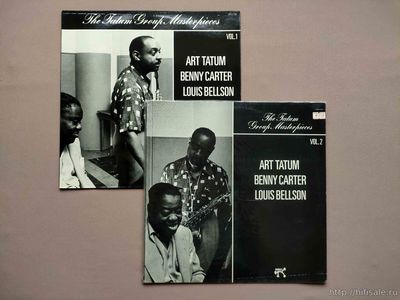 The Tatum Group Masterpieces
VOL.1
ART TATUM
BENNY CARTER
LOUIS BELLSON
The Tatum
Group Masterpieces
VOL.2
ART TATUM
BENNY CARTER
LOUIS BELLSON
http://hifisale.ru